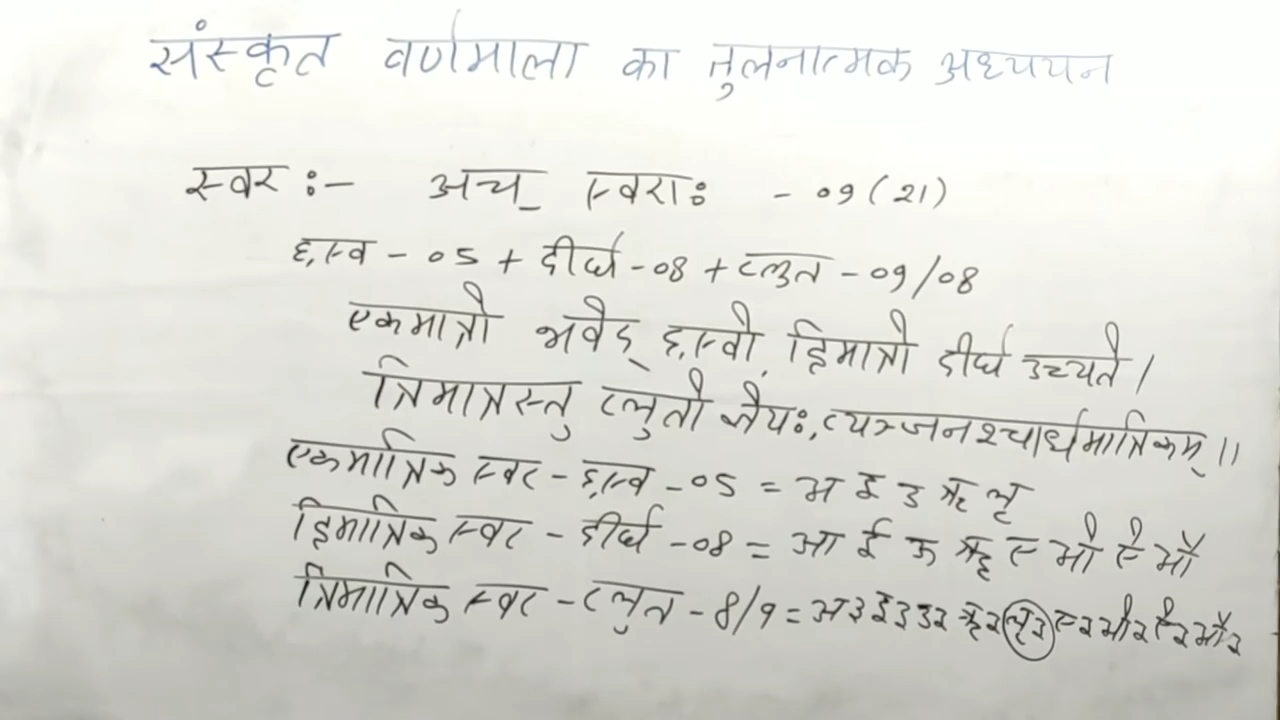 संस्कृत वर्णमाला का तुलनात्मक अध्ययन
स्वर :- अच् स्वराः - 09 (21)
ह्रस्व - 05 + दीर्घ - 08 + प्लुत - 09/08
एकमात्रो भवेद् ह्रस्वो, द्विमात्रो दीर्घ उच्यते।
त्रिमात्रस्तु प्लुतो ज्ञेयः, व्यञ्जनश्चार्धमात्रिकम्॥
एकमात्रिक स्वर - ह्रस्व - 05 = अ इ उ ऋ लृ
द्विमात्रिक स्वर - दीर्घ - 08 = आ ई ऊ ॠ ए ओ ऐ औ
त्रिमात्रिक स्वर - प्लुत - 8/9 = अ३ इ३ उ३ ऋ३ लृ३ ए३ ओ३ ऐ३ औ३